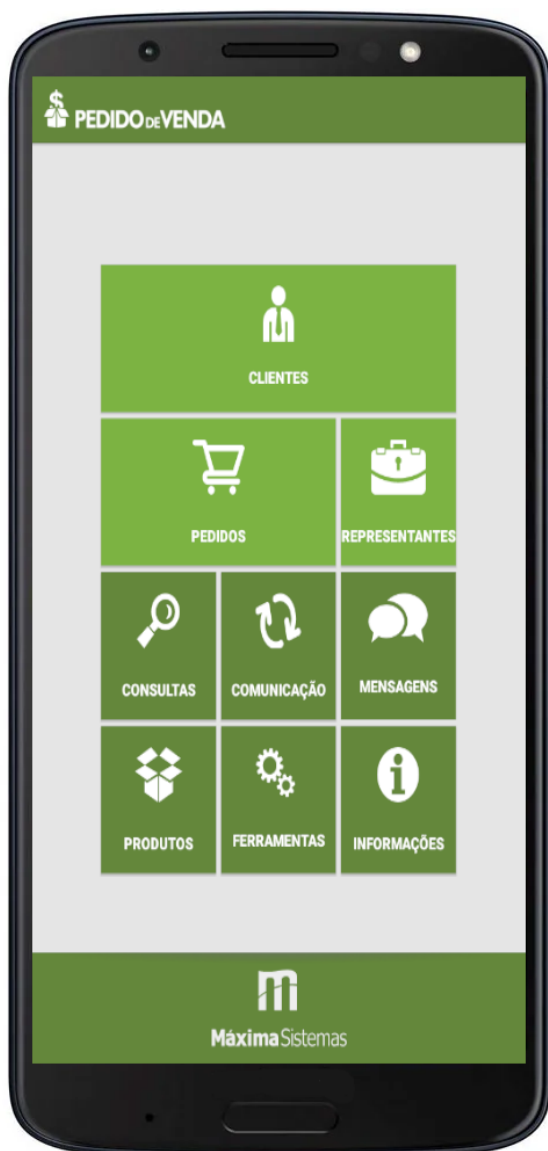 PEDIDO DE VENDA
CLIENTES
PEDIDOS
REPRESENTANTES
CONSULTAS
COMUNICAÇÃO
MENSAGENS
PRODUTOS
FERRAMENTAS
INFORMAÇÕES
Máxima Sistemas